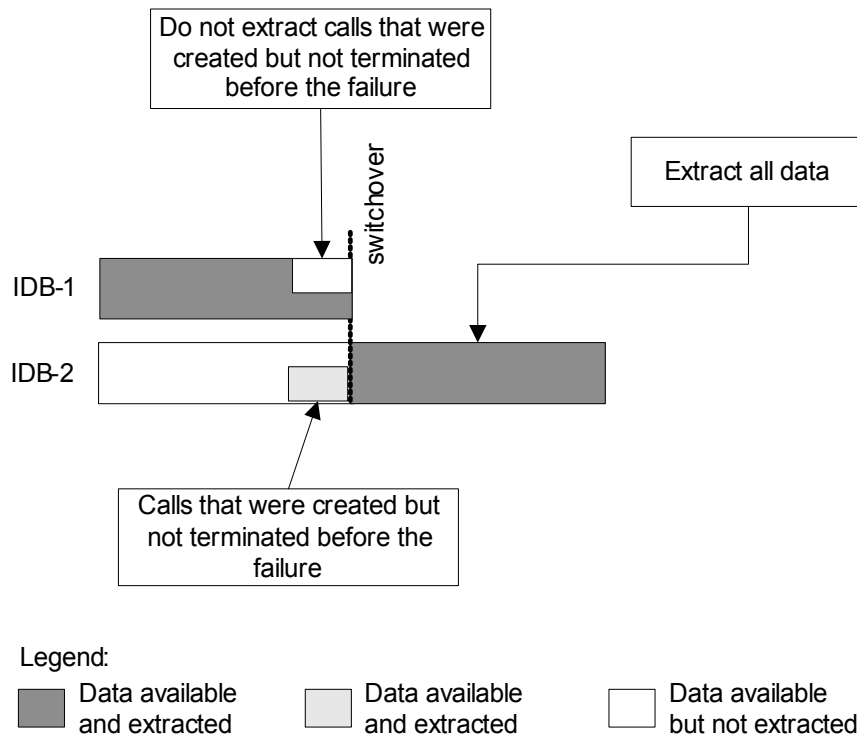 Do not extract calls that were
created but not terminated
before the failure
switchover
Extract all data
IDB-1
IDB-2
Calls that were created but
not terminated before the
failure
Legend:
Data available
and extracted
Data available
and extracted
Data available
but not extracted